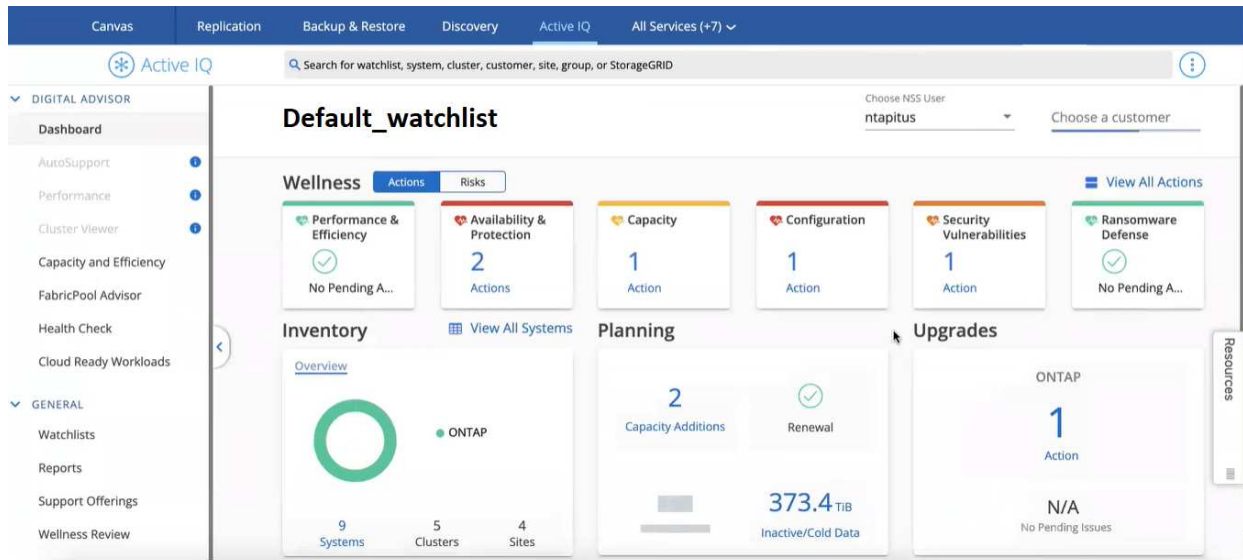 Canvas Replication Backup & Restore Discovery Active IQ All Services (+7)
Active IQ
Search for watchlist, system, cluster, customer, site, group, or StorageGRID
DIGITAL ADVISOR
Dashboard
AutoSupport
Performance
Cluster Viewer
Capacity and Efficiency
FabricPool Advisor
Health Check
Cloud Ready Workloads
GENERAL
Watchlists
Reports
Support Offerings
Wellness Review
Default_watchlist
Choose NSS User
ntapitus
Choose a customer
Wellness Actions Risks View All Actions
Performance &
Efficiency
No Pending A...
Availability &
Protection
2
Actions
Capacity
1
Action
Configuration
1
Action
Security
Vulnerabilities
1
Action
Ransomware
Defense
No Pending A...
Inventory View All Systems
Overview
ONTAP
9
Systems
5
Clusters
4
Sites
Planning
2
Capacity Additions
Renewal
373.4 TiB
Inactive/Cold Data
Upgrades
ONTAP
1
Action
N/A
No Pending Issues
Resources